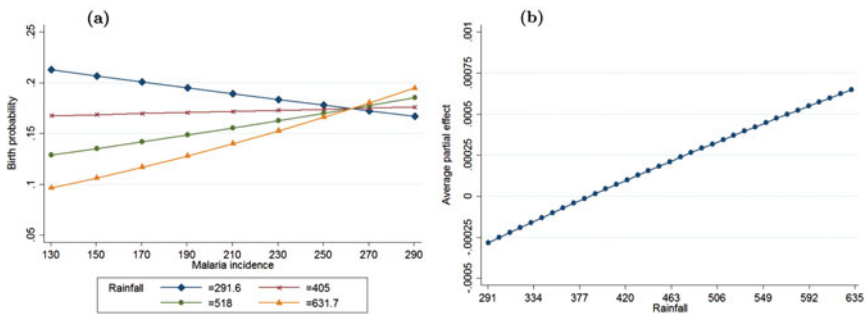 (a)
.25
.2
.15
.1
.05
Birth probability
130 150 170 190 210 230 250 270 290
Malaria incidence
Rainfall =291.6 =405
=518 =631.7
(b)
.001
.00075
.00025
0
-.00025
-.0005
Average partial effect
291 334 377 420 463 506 549 592 635
Rainfall